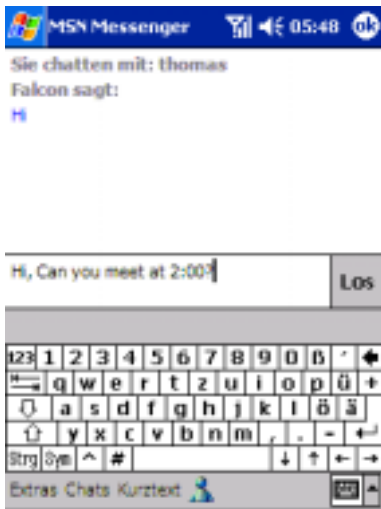 MSN Messenger 05:48 ok
Sie chatten mit: thomas
Falcon sagt:
Hi
Hi, Can you meet at 2:00?
Los
123 1 2 3 4 5 6 7 8 9 0 ß ´
q w e r t z u i o p ü +
a s d f g h j k l ö ä
y x c v b n m , . -
Strg Sym ^ #
Extras Chats Kurztext